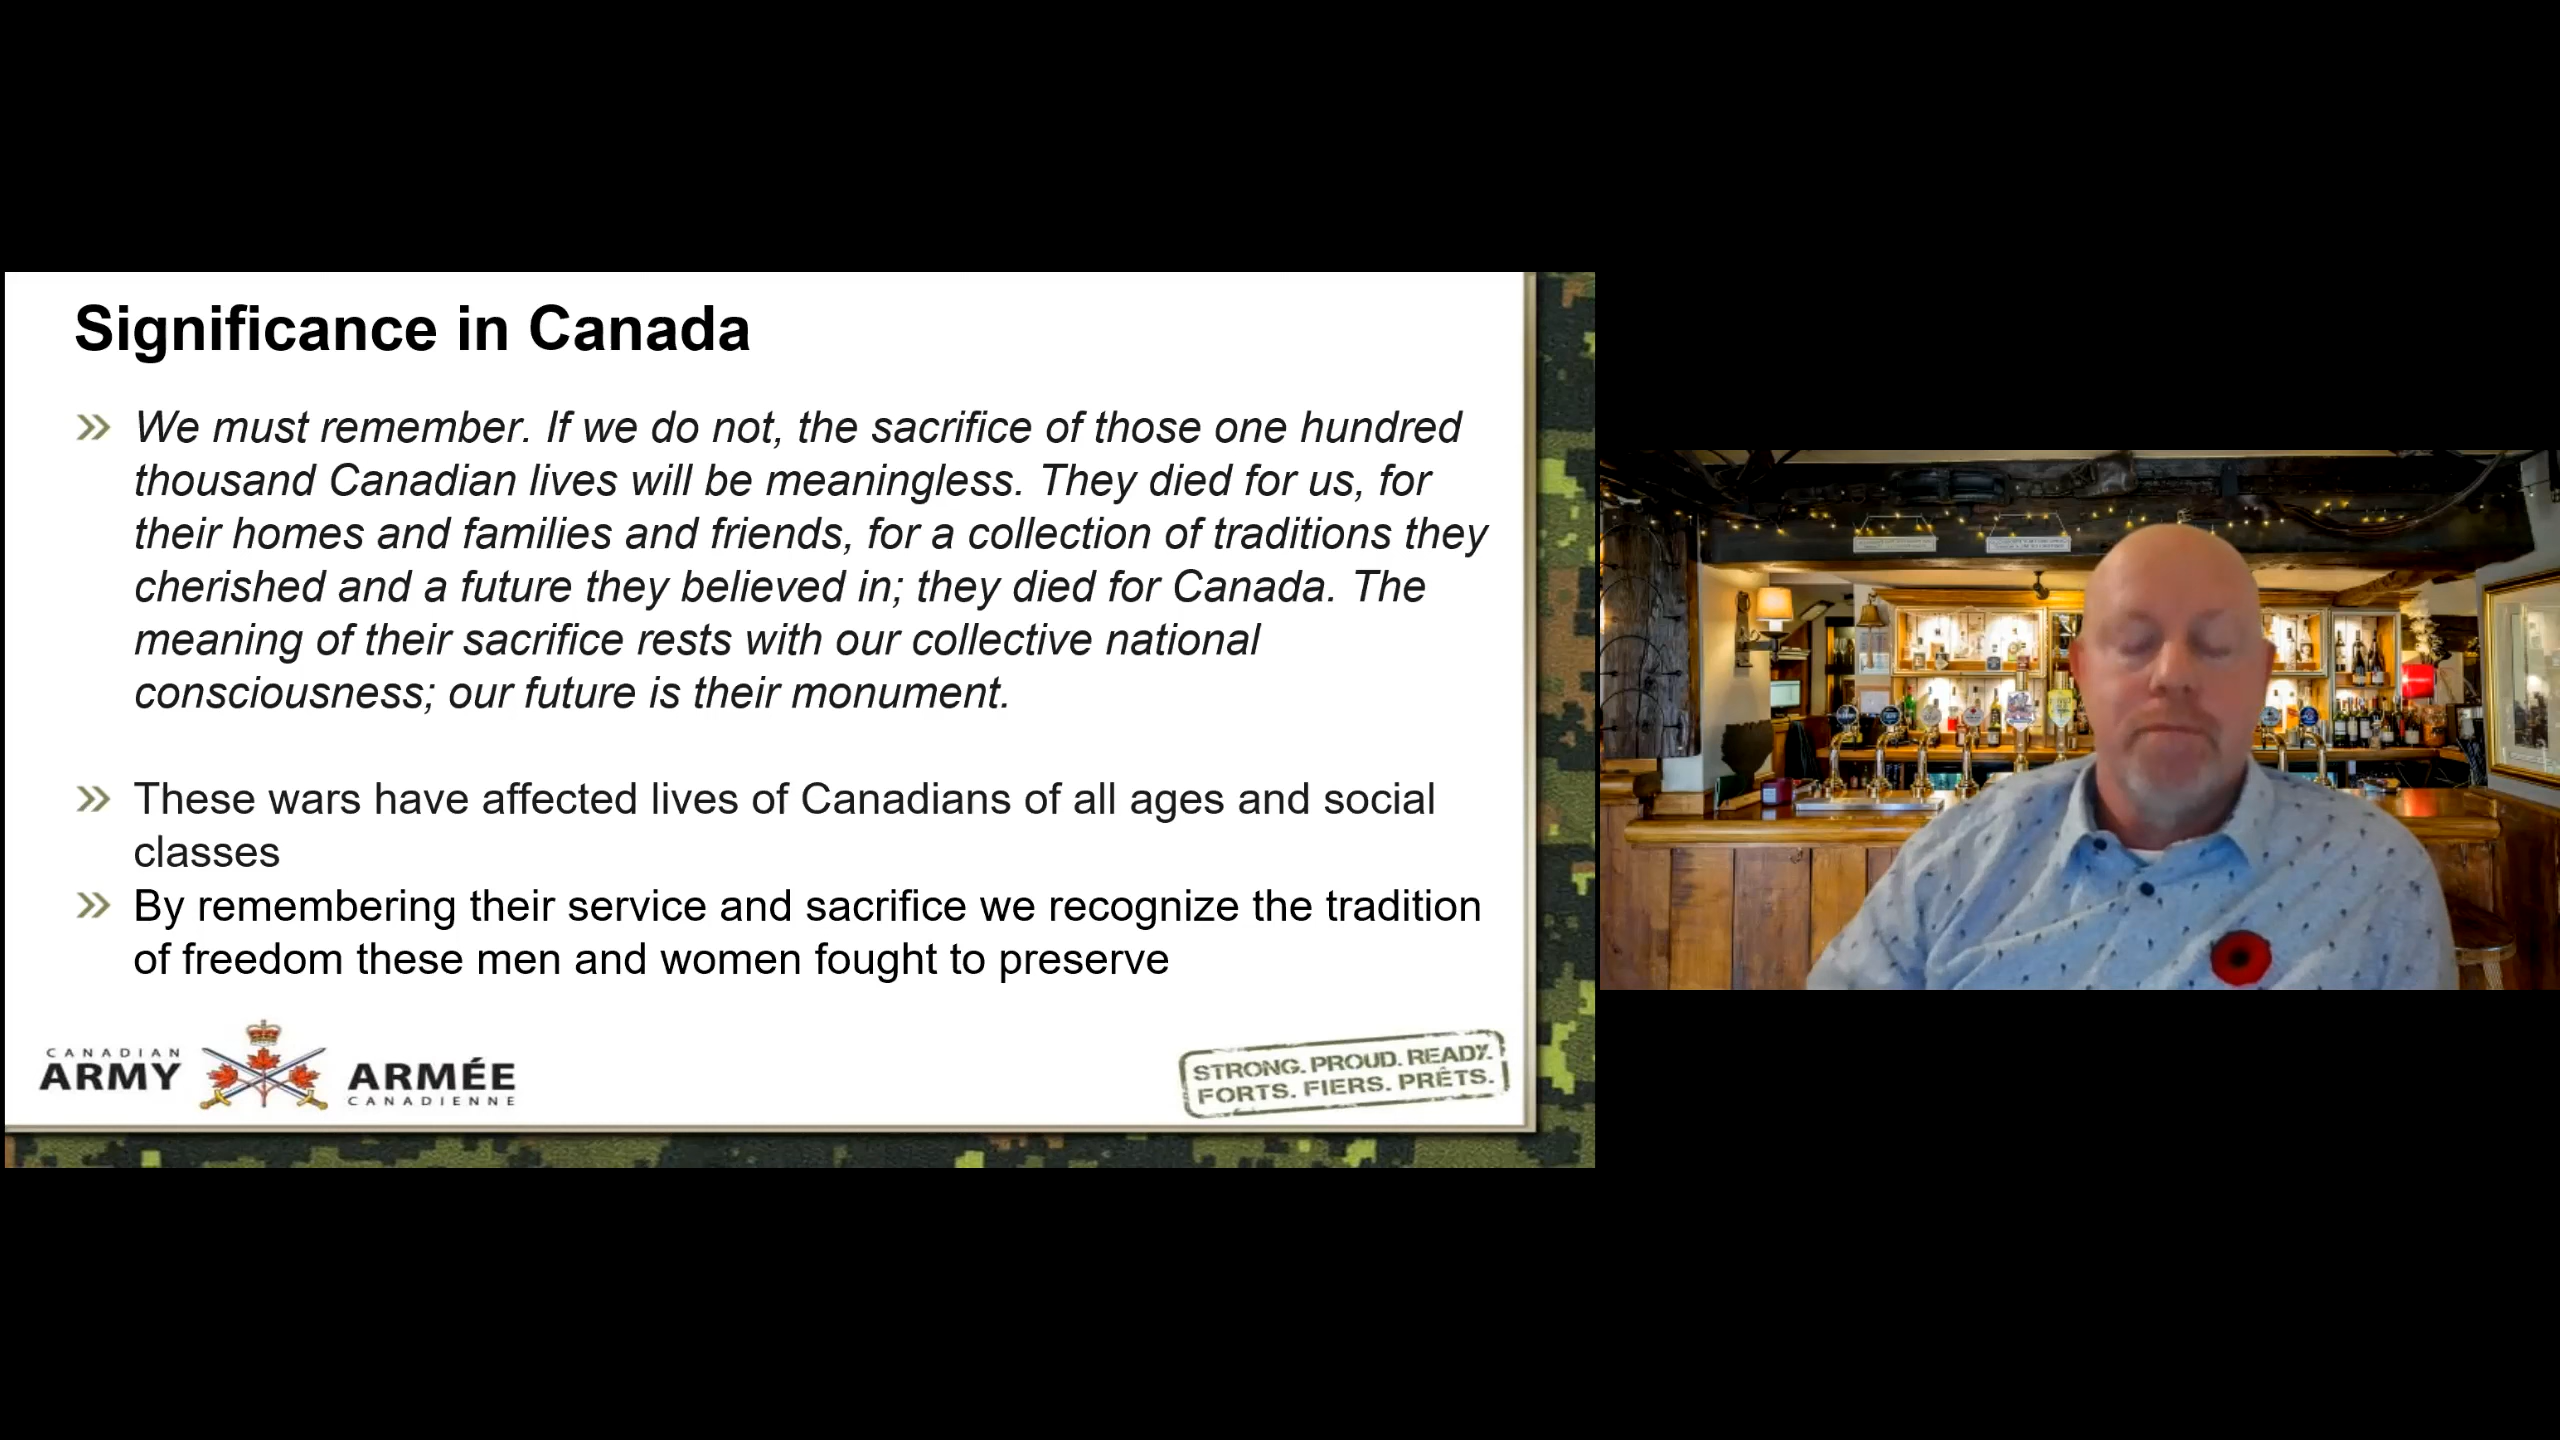 Significance in Canada
» We must remember. If we do not, the sacrifice of those one hundred
thousand Canadian lives will be meaningless. They died for us, for
their homes and families and friends, for a collection of traditions they
cherished and a future they believed in; they died for Canada. The
meaning of their sacrifice rests with our collective national
consciousness; our future is their monument.
» These wars have affected lives of Canadians of all ages and social
classes
» By remembering their service and sacrifice we recognize the tradition
of freedom these men and women fought to preserve
CANADIAN
ARMY
ARMÉE
CANADIENNE
STRONG. PROUD. READY.
FORTS. FIERS. PRÊTS.